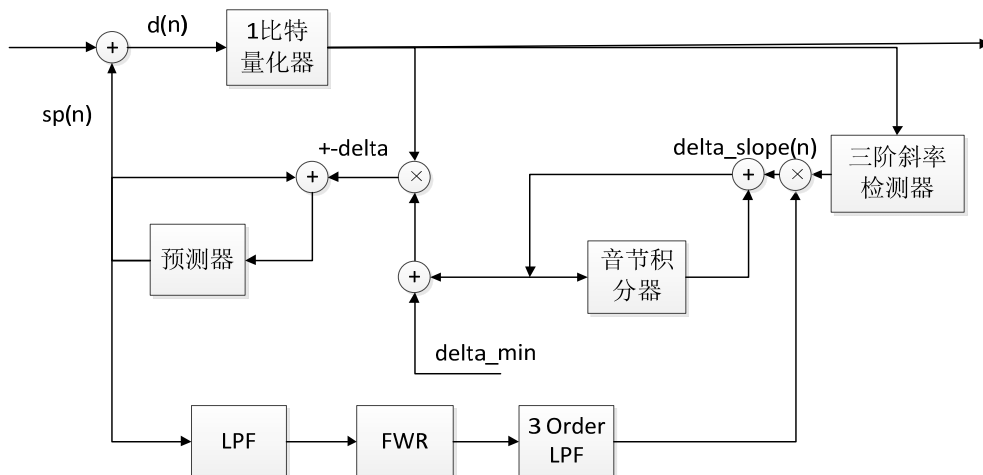 d(n)
1比特
量化器
sp(n)
+-delta
delta_slope(n)
三阶斜率
检测器
预测器
音节积
分器
delta_min
LPF
FWR
3 Order
LPF